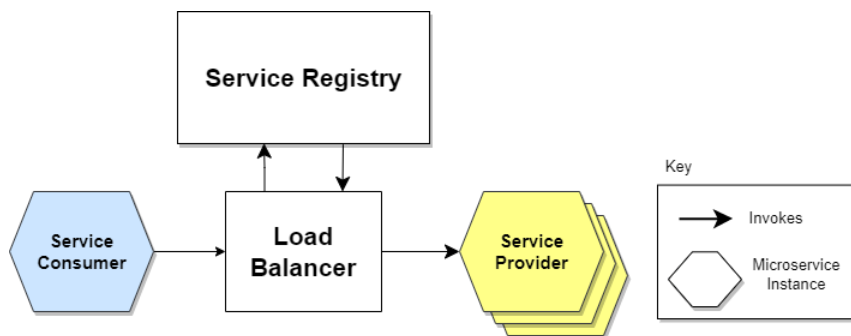 Service Registry
Service
Consumer
Load
Balancer
Service
Provider
Key
Invokes
Microservice
Instance